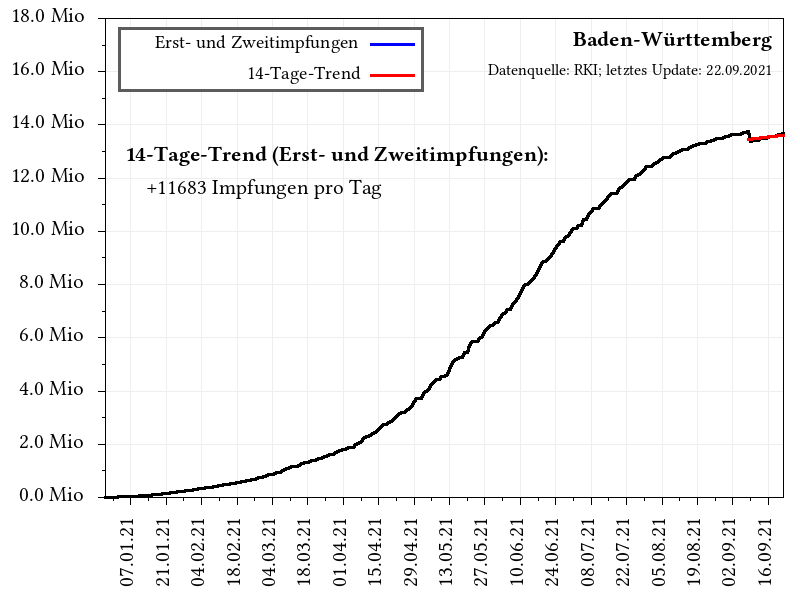 18.0 Mio
16.0 Mio
14.0 Mio
12.0 Mio
10.0 Mio
8.0 Mio
6.0 Mio
4.0 Mio
2.0 Mio
0.0 Mio
Erst- und Zweitimpfungen
14-Tage-Trend
Baden-Württemberg
Datenquelle: RKI; letztes Update: 22.09.2021
14-Tage-Trend (Erst- und Zweitimpfungen):
+11683 Impfungen pro Tag
07.01.21
21.01.21
04.02.21
18.02.21
04.03.21
18.03.21
01.04.21
15.04.21
29.04.21
13.05.21
27.05.21
10.06.21
24.06.21
08.07.21
22.07.21
05.08.21
19.08.21
02.09.21
16.09.21